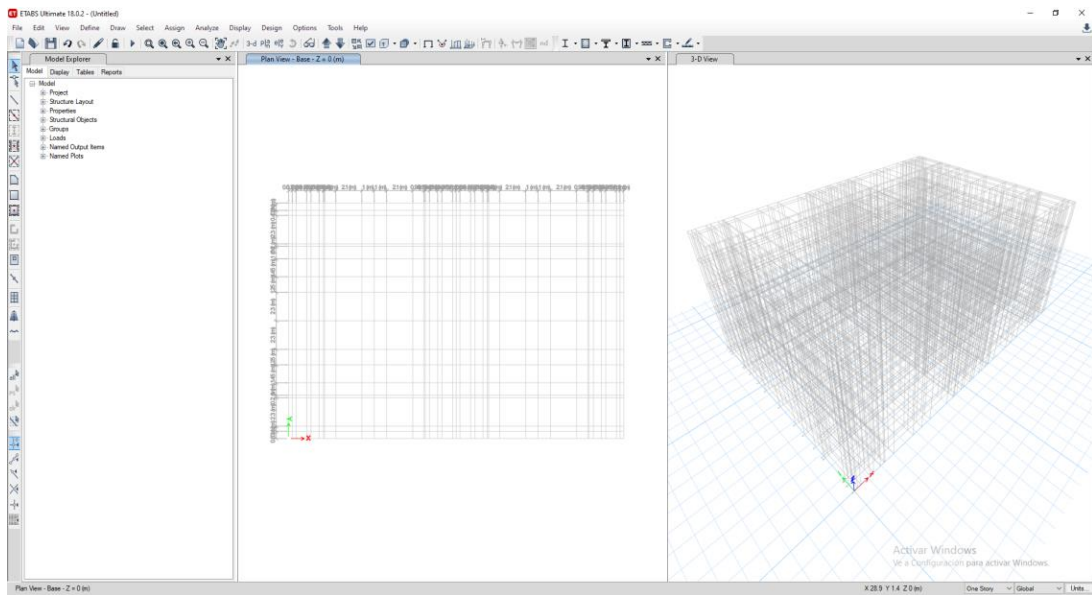 ETABS Ultimate 18.0.2 - (Untitled)
File Edit View Define Draw Select Assign Analyze Display Design Options Tools Help
3-d
Model Explorer
Plan View - Base - Z = 0 (m)
3-D View
Model Display Tables Reports
Model
Project
Structure Layout
Properties
Structural Objects
Groups
Loads
Named Output Items
Named Plots
X
Activar Windows
Ve a Configuración para activar Windows.
Plan View - Base - Z = 0 (m)
X 28.9 Y 1.4 Z 0 (m)
One Story
Global
Units...